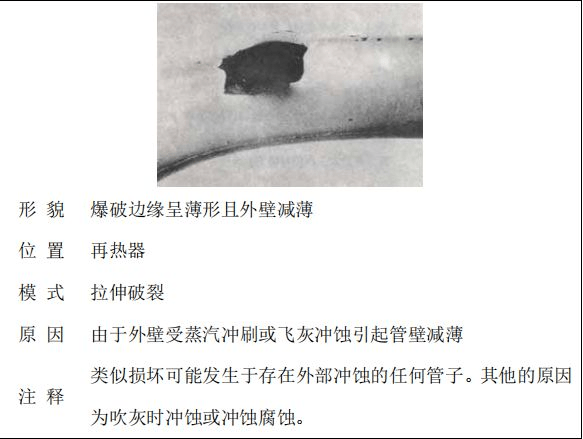 形 貌 爆破边缘呈薄形且外壁减薄
位 置 再热器
模 式 拉伸破裂
原 因 由于外壁受蒸汽冲刷或飞灰冲蚀引起管壁减薄
注 释 类似损坏可能发生于存在外部冲蚀的任何管子。其他的原因
为吹灰时冲蚀或冲蚀腐蚀。